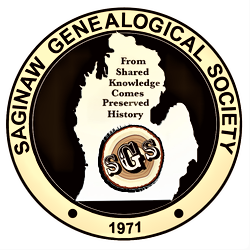 SAGINAW GENEALOGICAL SOCIETY
From
Shared
Knowledge
Comes
Preserved
History
SGS
1971